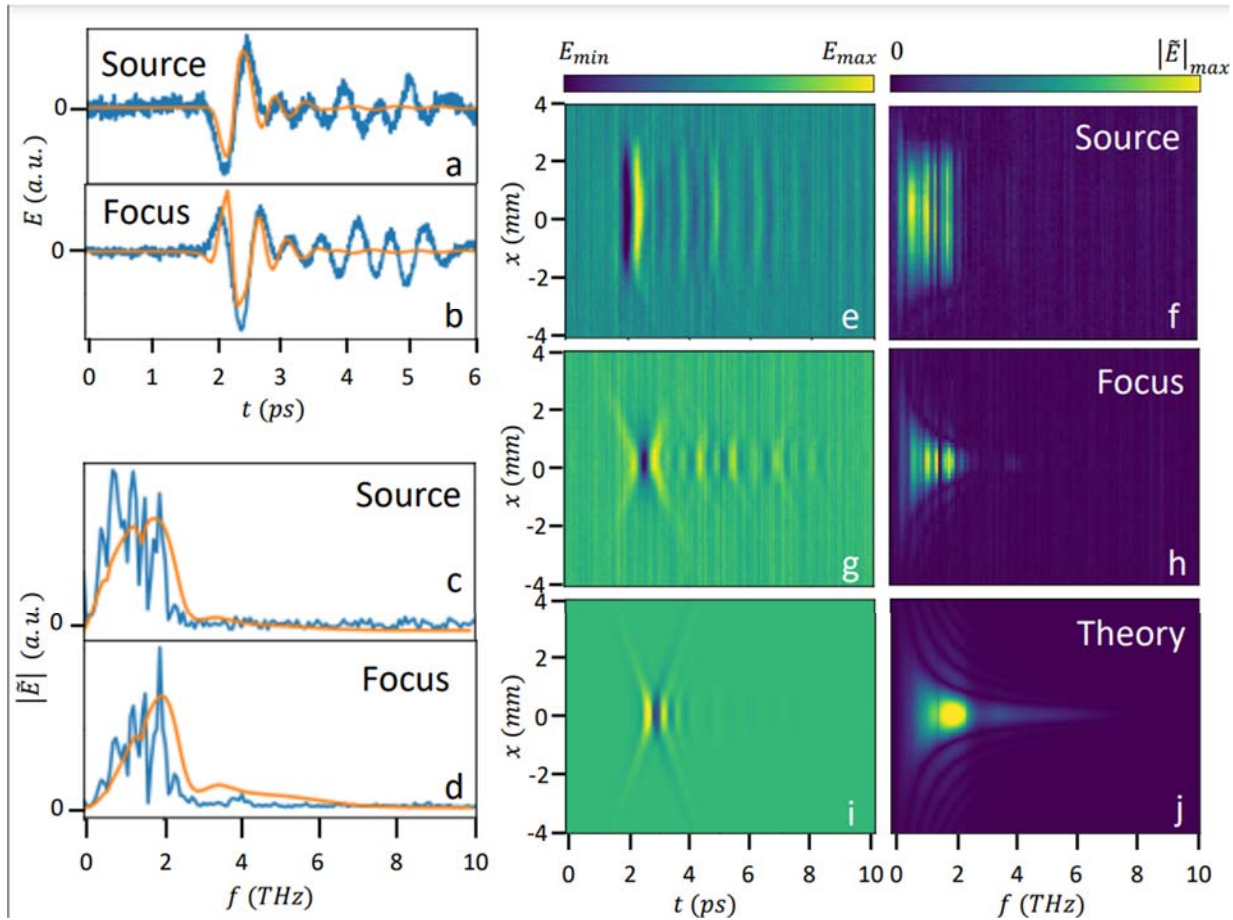 Source
0
a
E (a.u.)
Focus
0
b
0 1 2 3 4 5 6
t (ps)
Source
0
c
|Ẽ| (a.u.)
Focus
0
d
0 2 4 6 8 10
f (THz)
E_min E_max
0 |Ẽ|_max
4
2
0
-2
-4
x (mm)
e
Source
f
4
2
0
-2
-4
x (mm)
g
Focus
h
4
2
0
-2
-4
x (mm)
i
Theory
j
0 2 4 6 8 10
t (ps)
0 2 4 6 8 10
f (THz)